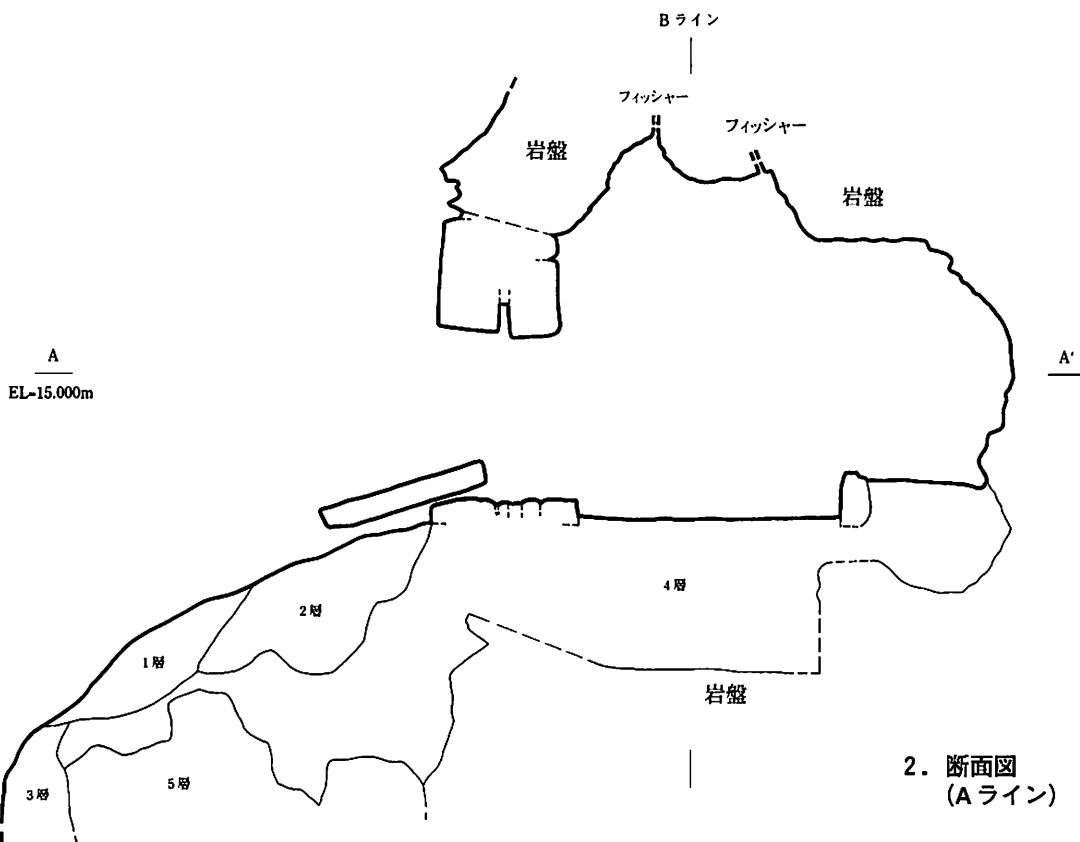 B ライン
フィッシャー
フィッシャー
岩盤
岩盤
A
A'
EL=15.000m
4層
2層
1層
岩盤
3層
5層
2. 断面図
(A ライン)